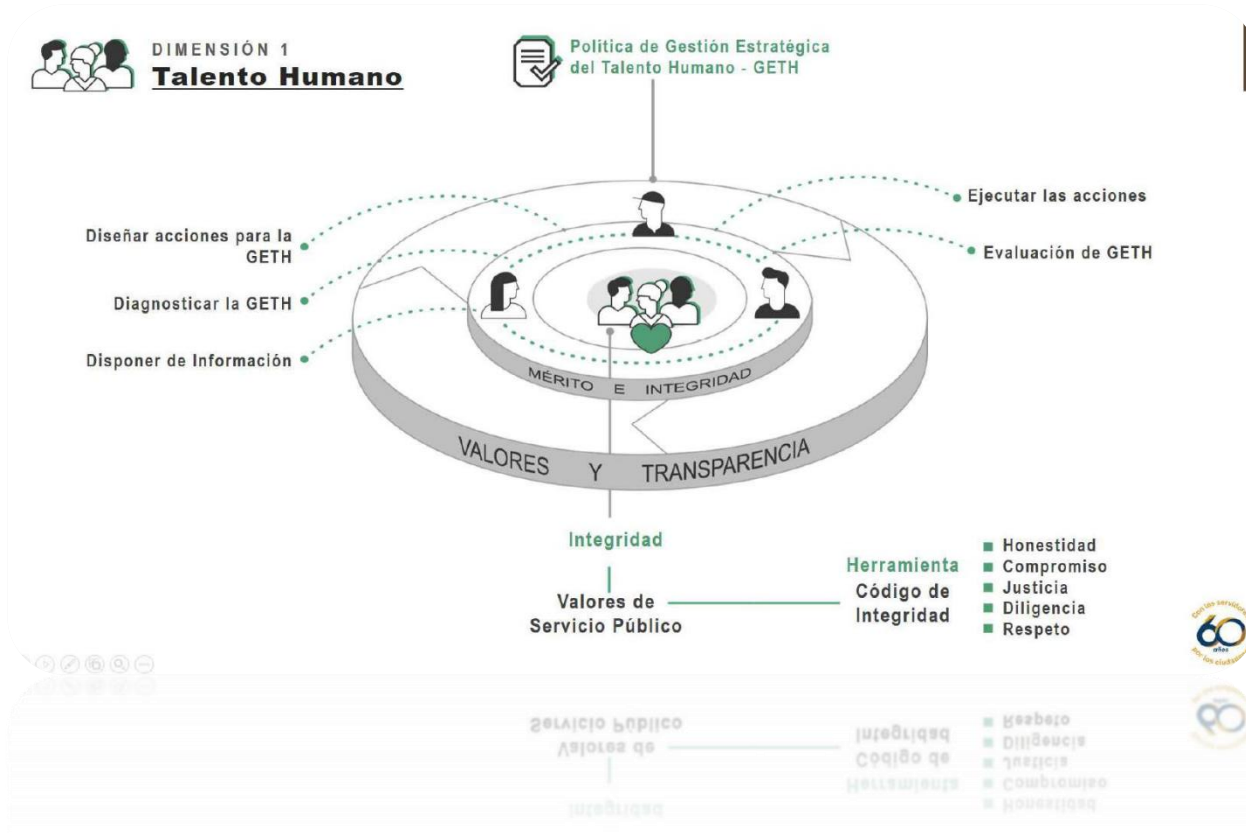 DIMENSIÓN 1
Talento Humano
Política de Gestión Estratégica
del Talento Humano - GETH
Diseñar acciones para la
GETH
Diagnosticar la GETH
Disponer de Información
Ejecutar las acciones
Evaluación de GETH
MÉRITO E INTEGRIDAD
VALORES Y TRANSPARENCIA
Integridad
Valores de
Servicio Público
Herramienta
Código de
Integridad
Honestidad
Compromiso
Justicia
Diligencia
Respeto
60
años